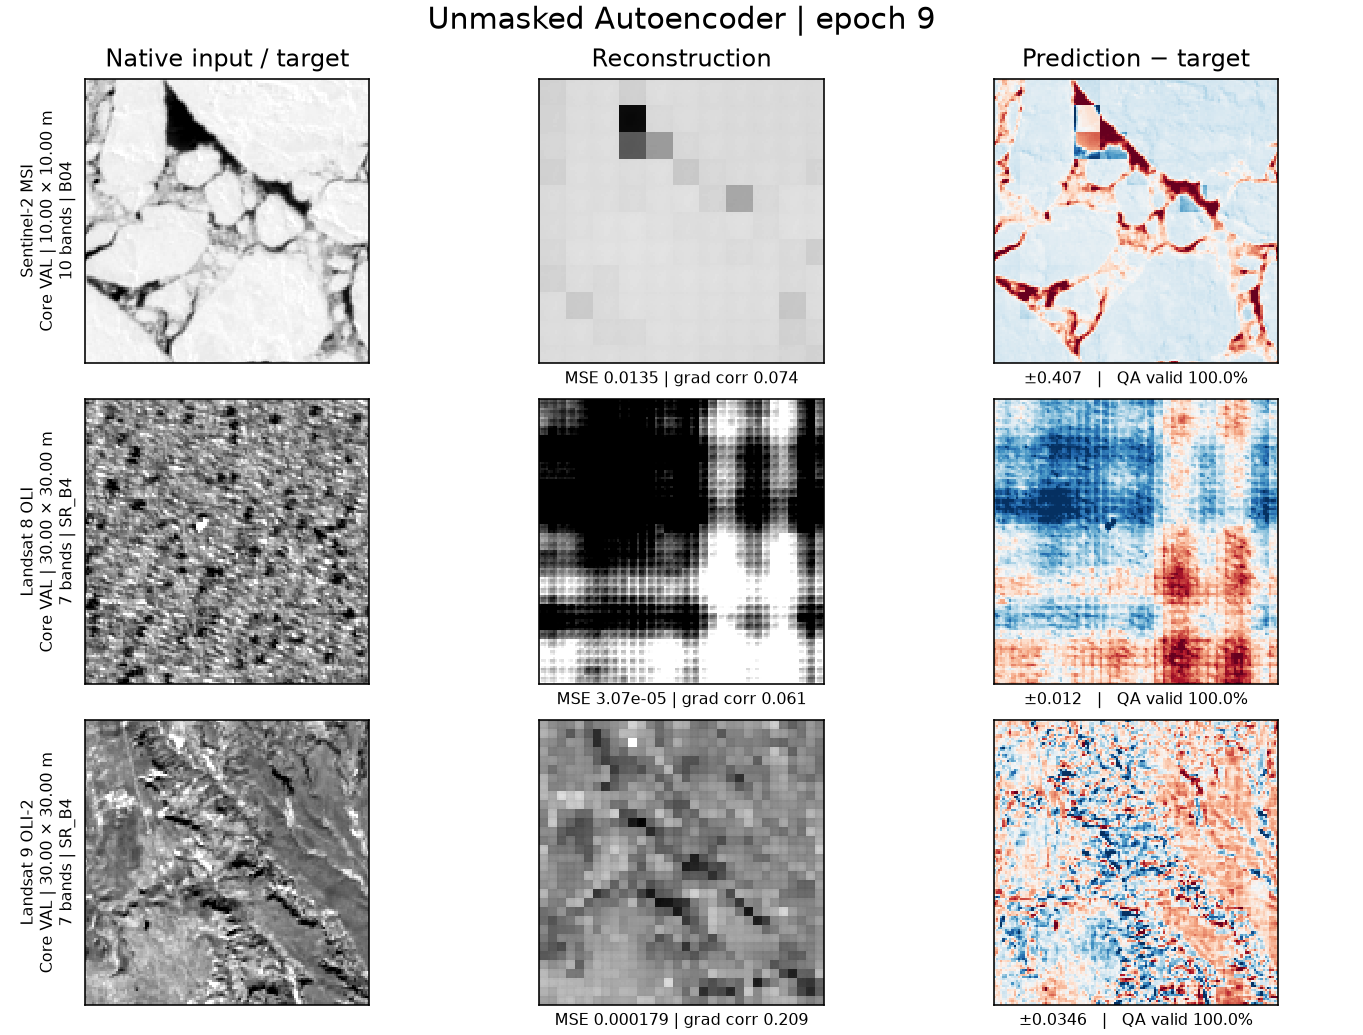 Unmasked Autoencoder | epoch 9
Native input / target
Reconstruction
Prediction − target
Sentinel-2 MSI
Core VAL | 10.00 × 10.00 m
10 bands | B04
MSE 0.0135 | grad corr 0.074
±0.407 | QA valid 100.0%
Landsat 8 OLI
Core VAL | 30.00 × 30.00 m
7 bands | SR_B4
MSE 3.07e-05 | grad corr 0.061
±0.012 | QA valid 100.0%
Landsat 9 OLI-2
Core VAL | 30.00 × 30.00 m
7 bands | SR_B4
MSE 0.000179 | grad corr 0.209
±0.0346 | QA valid 100.0%